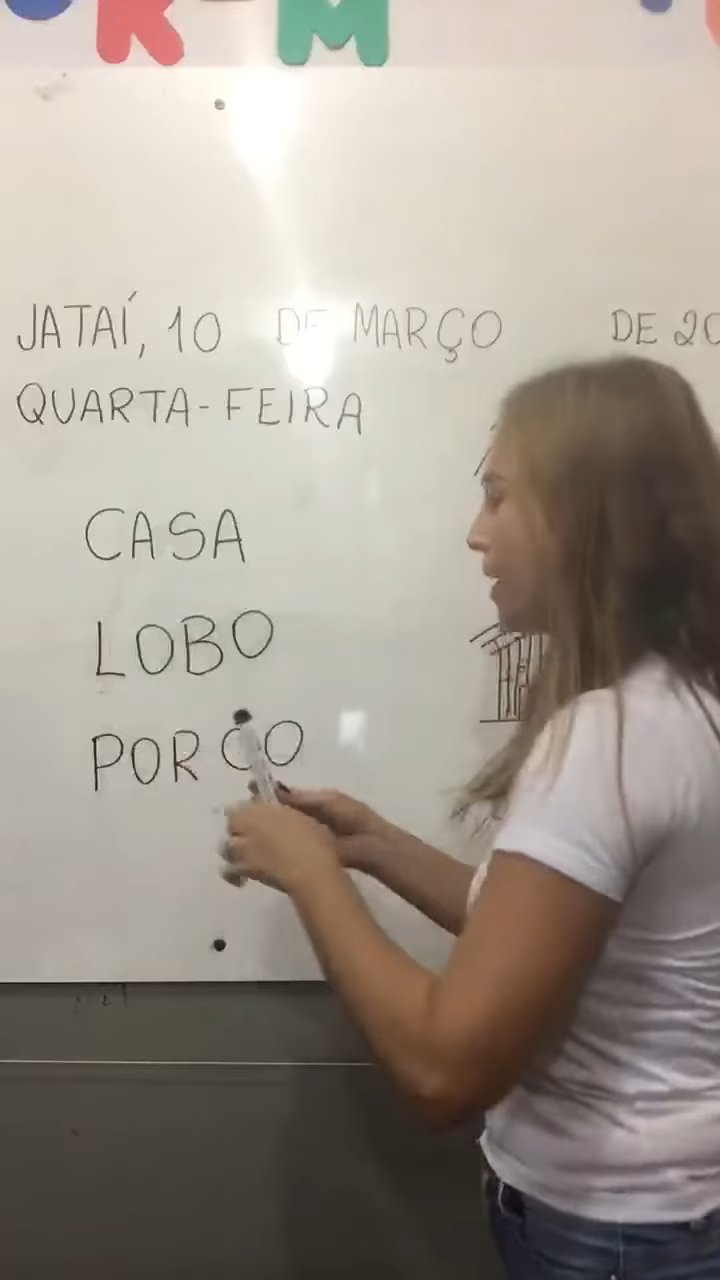 K M
JATAÍ, 10 DE MARÇO DE 20
QUARTA-FEIRA
CASA
LOBO
PORCO